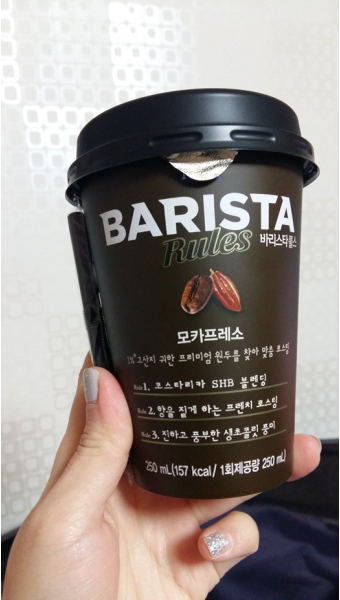 BARISTA
Rules 바리스타룰스
모카프레소
1% 고산지 귀한 프리미엄 원두를 찾아 맞춤 로스팅
Rule 1. 코스타리카 SHB 블렌딩
Rule 2. 향을 짙게 하는 프렌치 로스팅
Rule 3. 진하고 풍부한 생초콜릿 풍미
250 mL(157 kcal/ 1회제공량 250 mL)